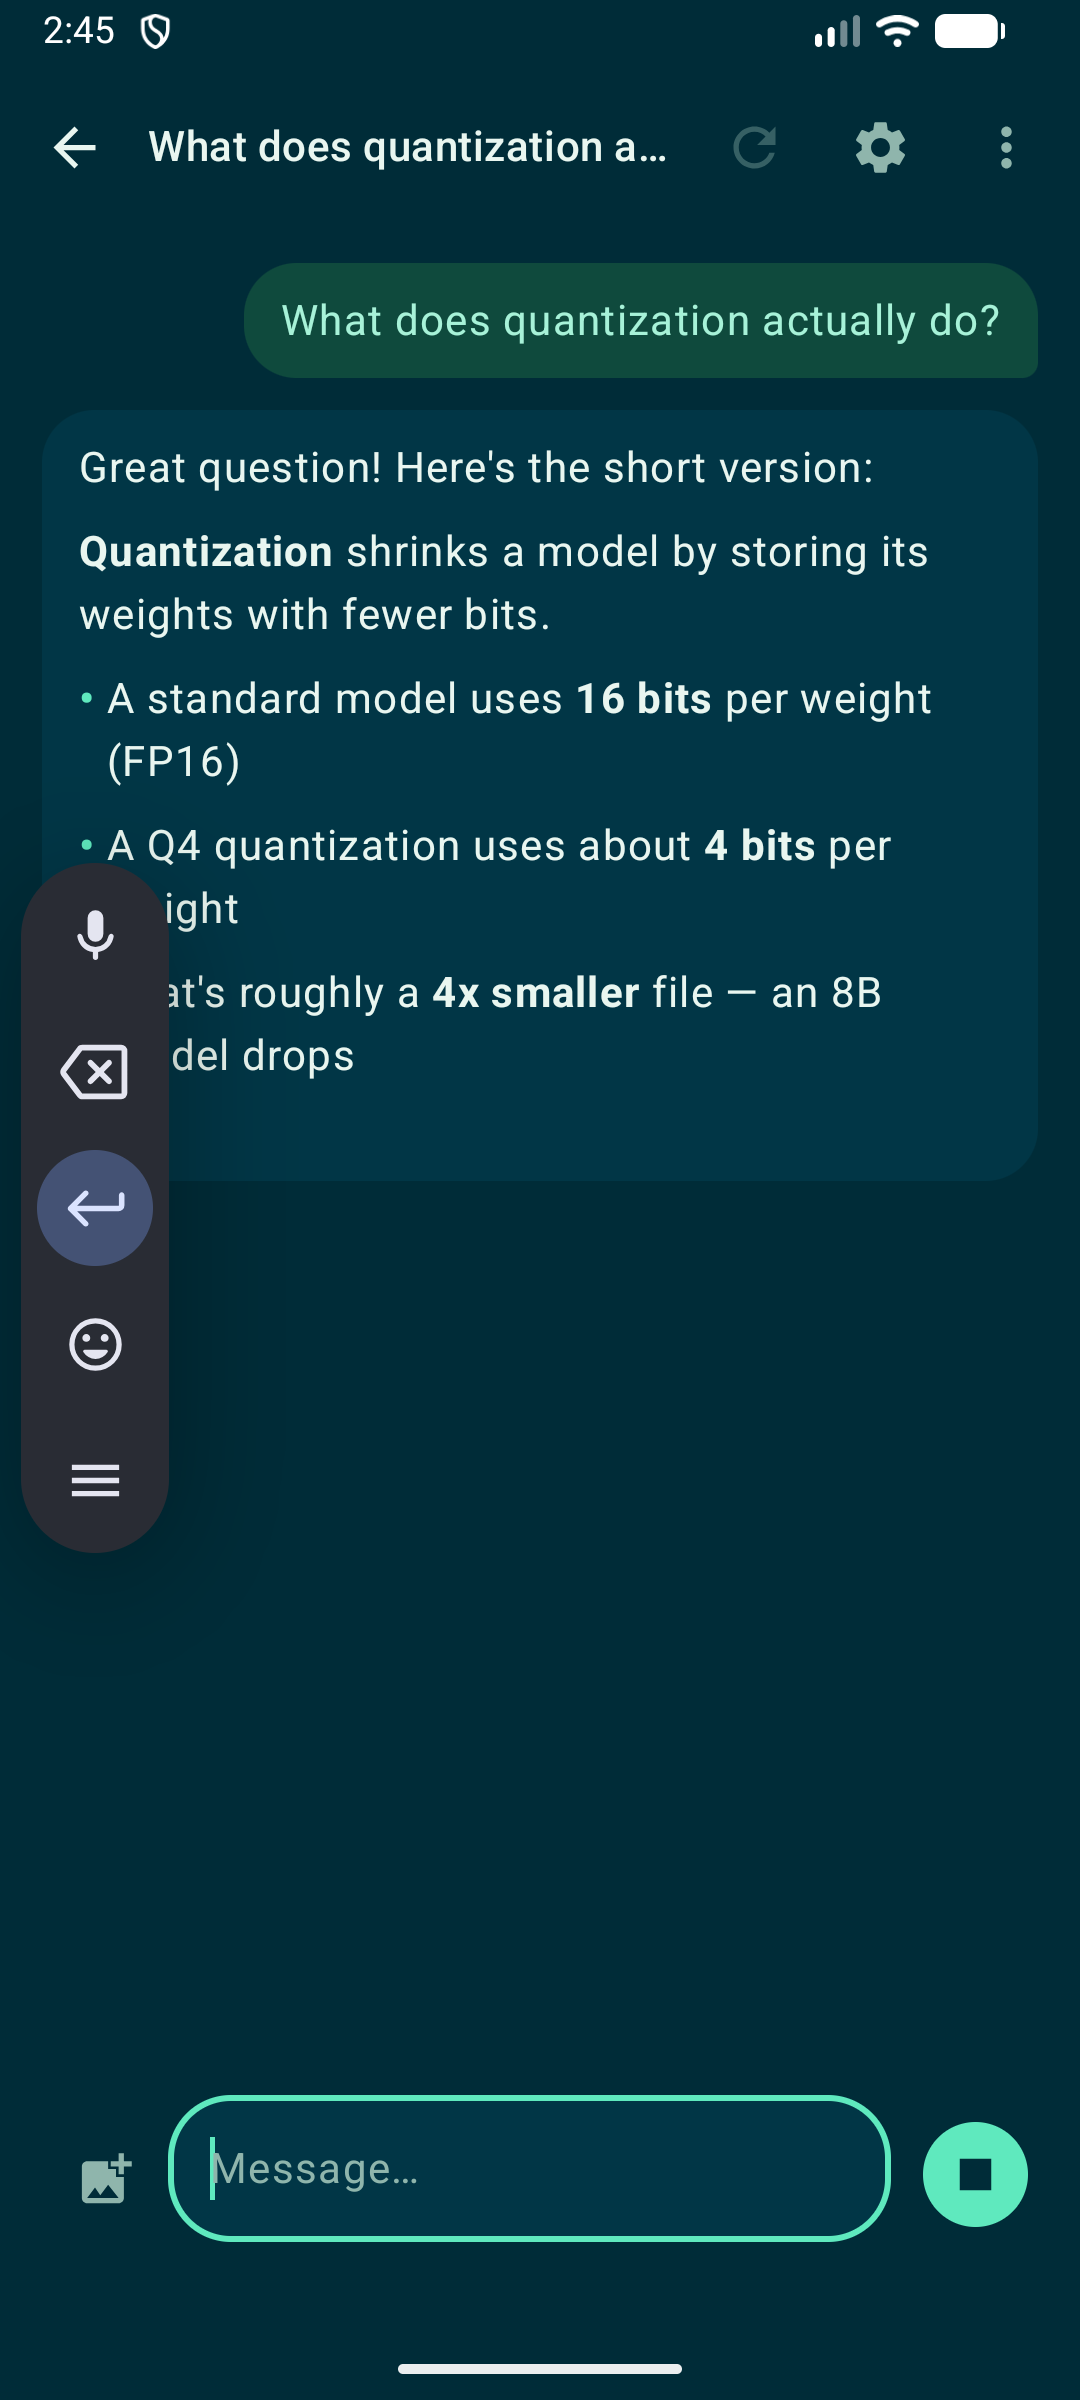 2:45
What does quantization a...
What does quantization actually do?
Great question! Here's the short version:
Quantization shrinks a model by storing its
weights with fewer bits.
• A standard model uses 16 bits per weight
(FP16)
• A Q4 quantization uses about 4 bits per
ight
at's roughly a 4x smaller file — an 8B
del drops
Message...